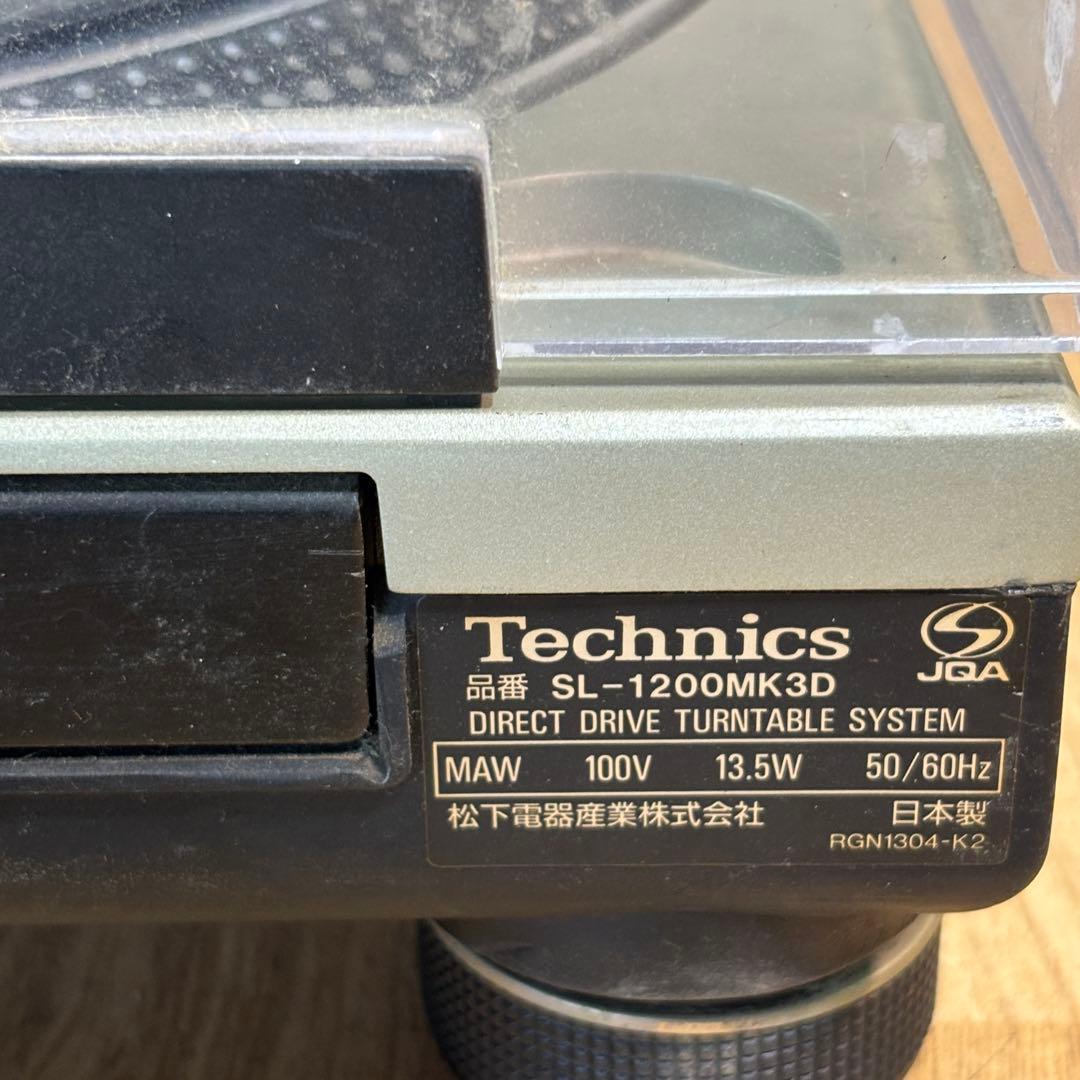 Technics
JQA
品番 SL-1200MK3D
DIRECT DRIVE TURNTABLE SYSTEM
MAW 100V 13.5W 50/60Hz
松下電器産業株式会社 日本製
RGN1304-K2